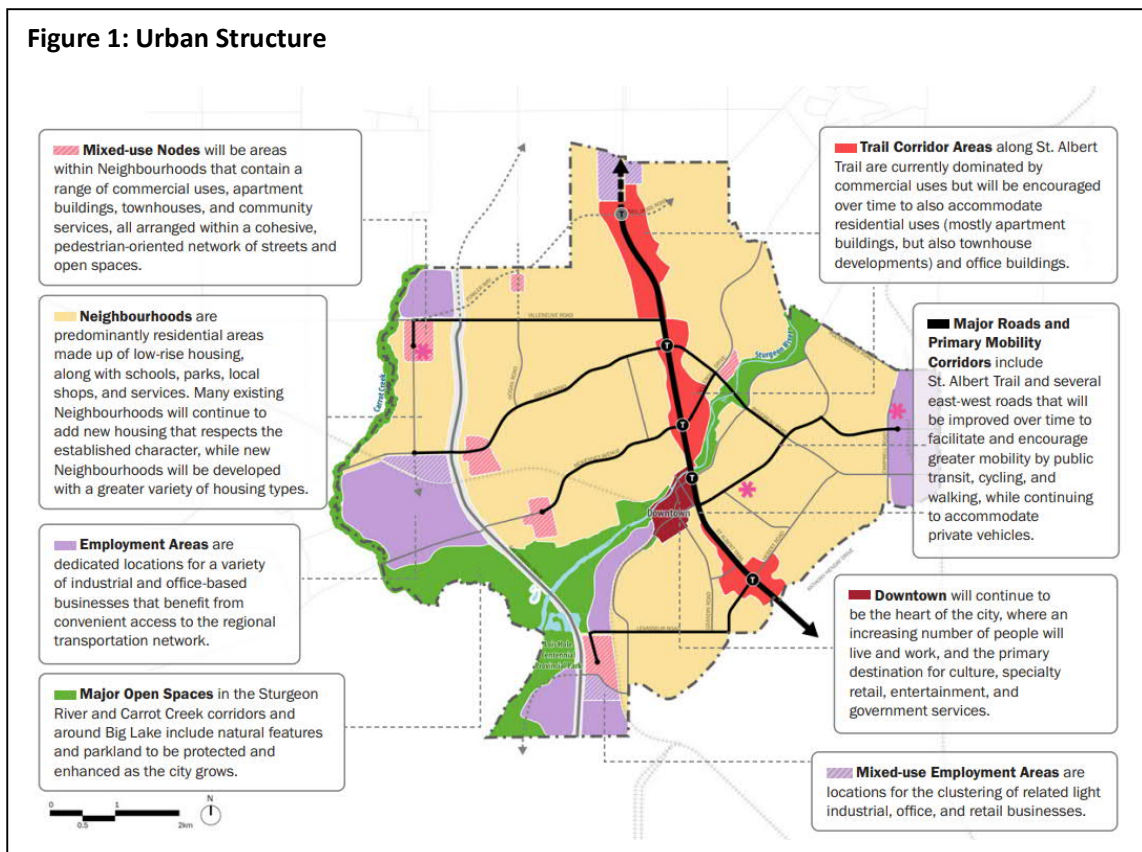 Figure 1: Urban Structure
Mixed-use Nodes will be areas
within Neighbourhoods that contain a
range of commercial uses, apartment
buildings, townhouses, and community
services, all arranged within a cohesive,
pedestrian-oriented network of streets and
open spaces.
Neighbourhoods are
predominantly residential areas
made up of low-rise housing,
along with schools, parks, local
shops, and services. Many existing
Neighbourhoods will continue to
add new housing that respects the
established character, while new
Neighbourhoods will be developed
with a greater variety of housing types.
Employment Areas are
dedicated locations for a variety
of industrial and office-based
businesses that benefit from
convenient access to the regional
transportation network.
Major Open Spaces in the Sturgeon
River and Carrot Creek corridors and
around Big Lake include natural features
and parkland to be protected and
enhanced as the city grows.
0 1
0.5 2km
N
Carrot Creek
VILLENEUVE ROAD
Sturgeon River
Downtown
T
T
T
T
T
Trail Corridor Areas along St. Albert
Trail are currently dominated by
commercial uses but will be encouraged
over time to also accommodate
residential uses (mostly apartment
buildings, but also townhouse
developments) and office buildings.
Major Roads and
Primary Mobility
Corridors include
St. Albert Trail and several
east-west roads that will
be improved over time to
facilitate and encourage
greater mobility by public
transit, cycling, and
walking, while continuing
to accommodate
private vehicles.
Downtown will continue to
be the heart of the city, where an
increasing number of people will
live and work, and the primary
destination for culture, specialty
retail, entertainment, and
government services.
Mixed-use Employment Areas are
locations for the clustering of related light
industrial, office, and retail businesses.